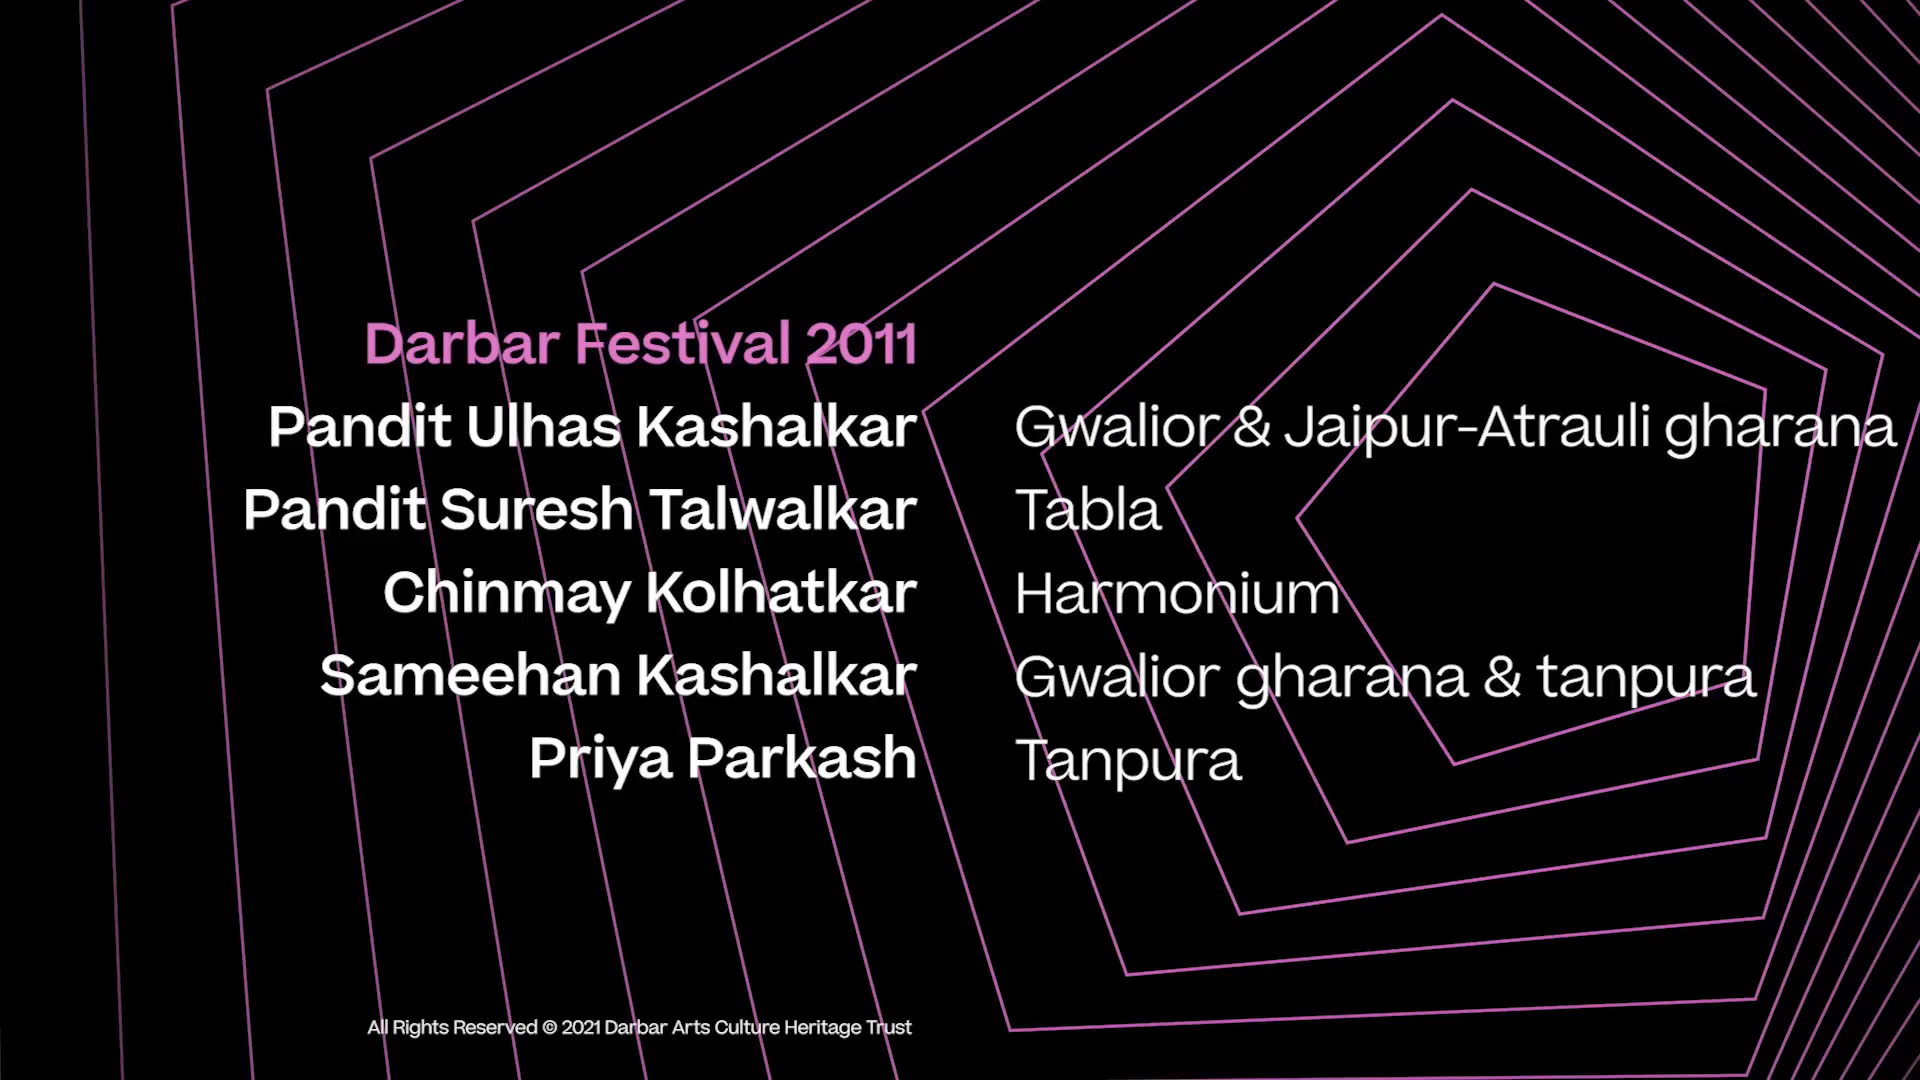 Darbar Festival 2011
Pandit Ulhas Kashalkar Gwalior & Jaipur-Atrauli gharana
Pandit Suresh Talwalkar Tabla
Chinmay Kolhatkar Harmonium
Sameehan Kashalkar Gwalior gharana & tanpura
Priya Parkash Tanpura
All Rights Reserved © 2021 Darbar Arts Culture Heritage Trust